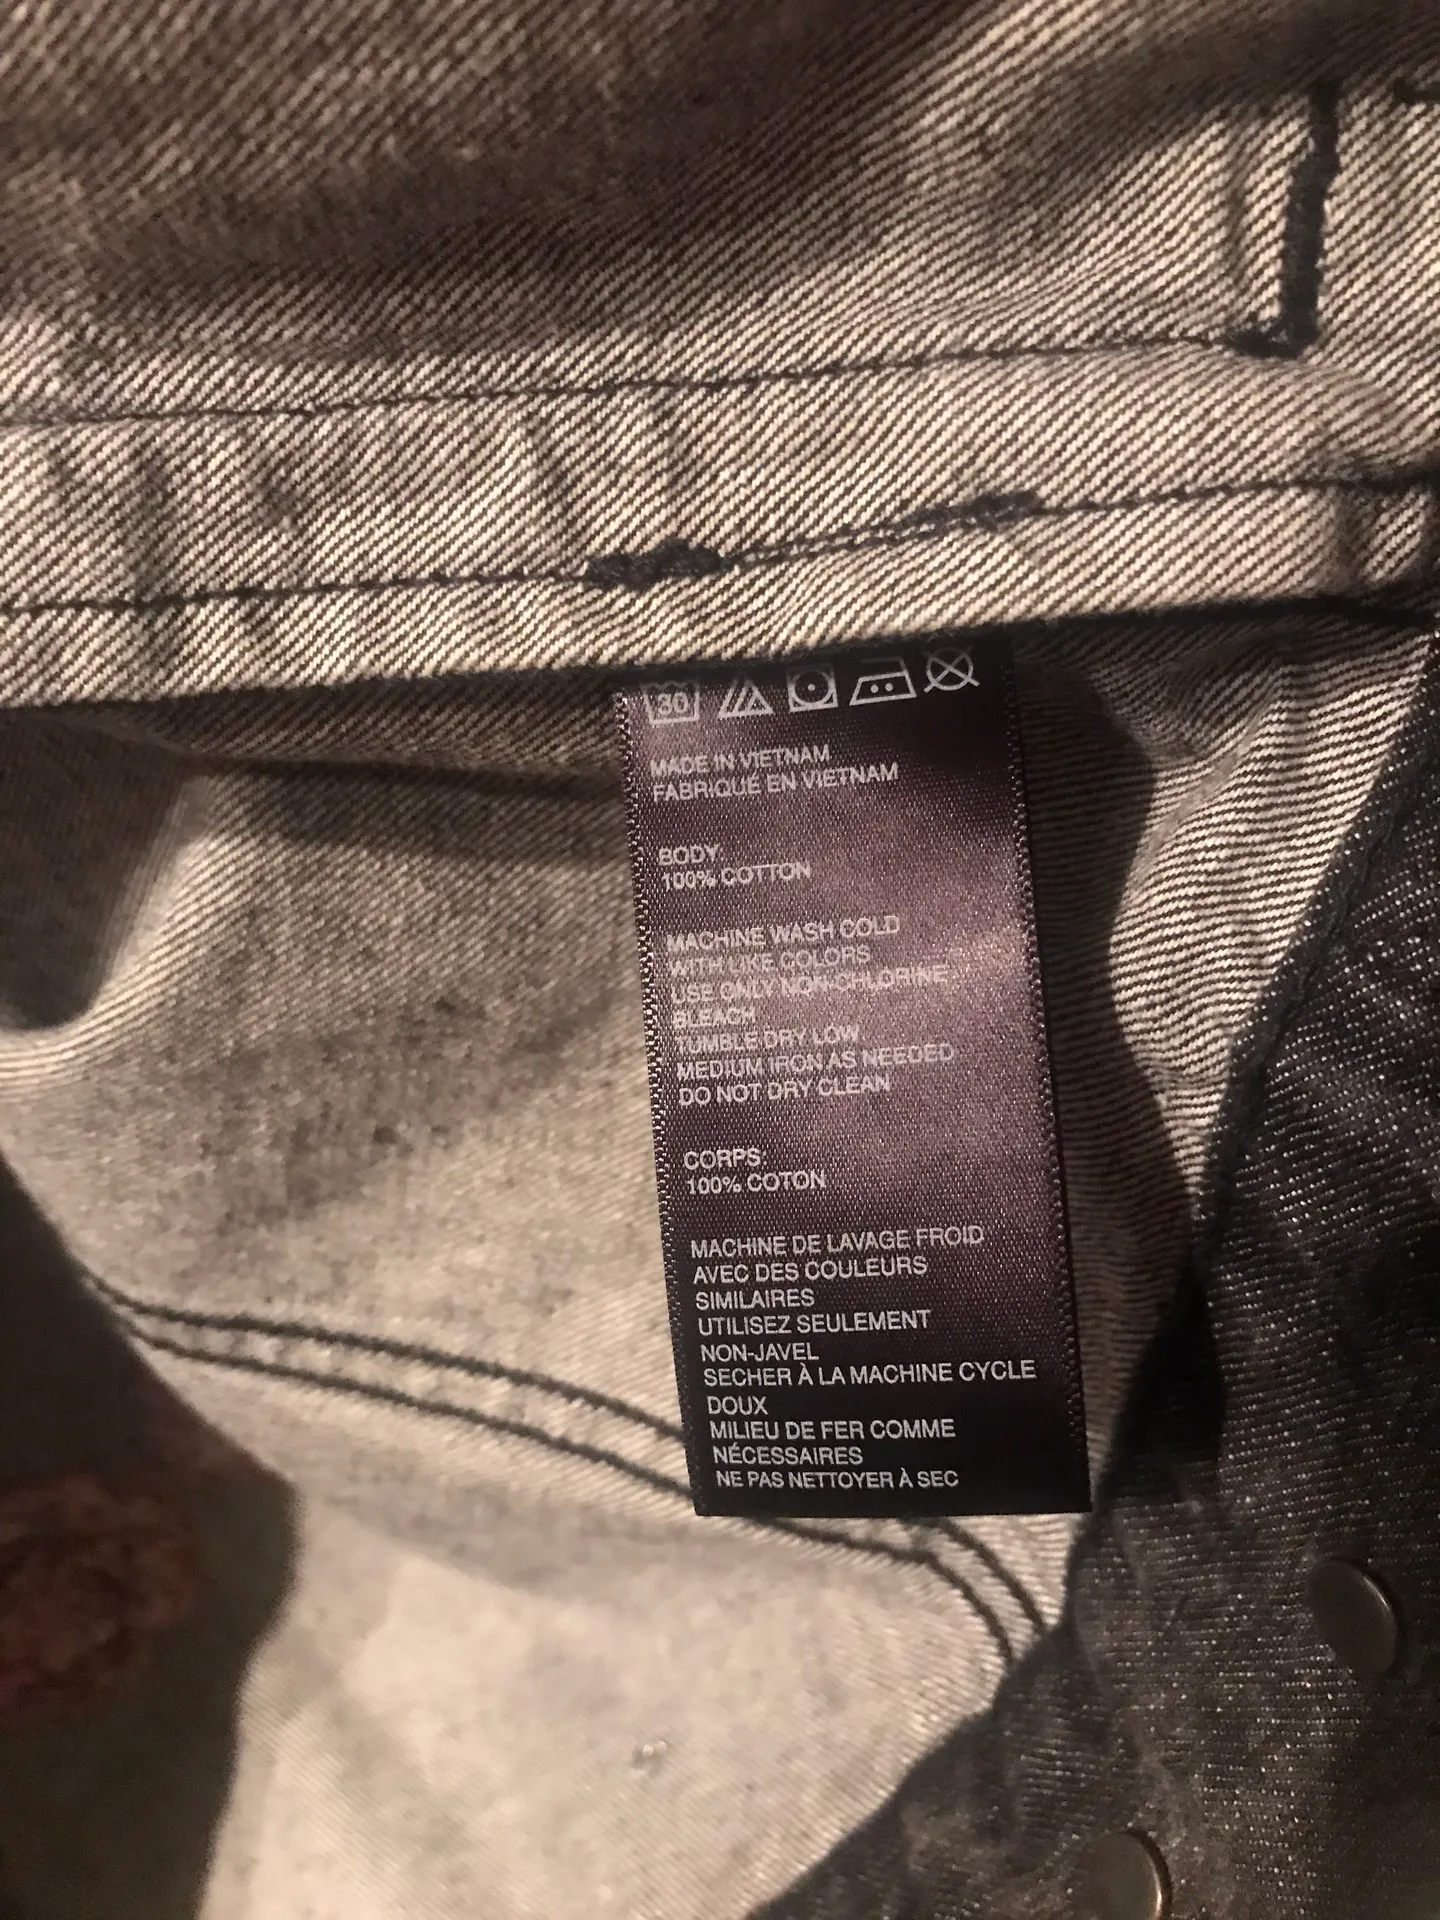 30
MADE IN VIETNAM
FABRIQUÉ EN VIETNAM
BODY
100% COTTON
MACHINE WASH COLD
WITH LIKE COLORS
USE ONLY NON-CHLORINE
BLEACH
TUMBLE DRY LOW
MEDIUM IRON AS NEEDED
DO NOT DRY CLEAN
CORPS:
100% COTON
MACHINE DE LAVAGE FROID
AVEC DES COULEURS
SIMILAIRES
UTILISEZ SEULEMENT
NON-JAVEL
SECHER À LA MACHINE CYCLE
DOUX
MILIEU DE FER COMME
NÉCESSAIRES
NE PAS NETTOYER À SEC